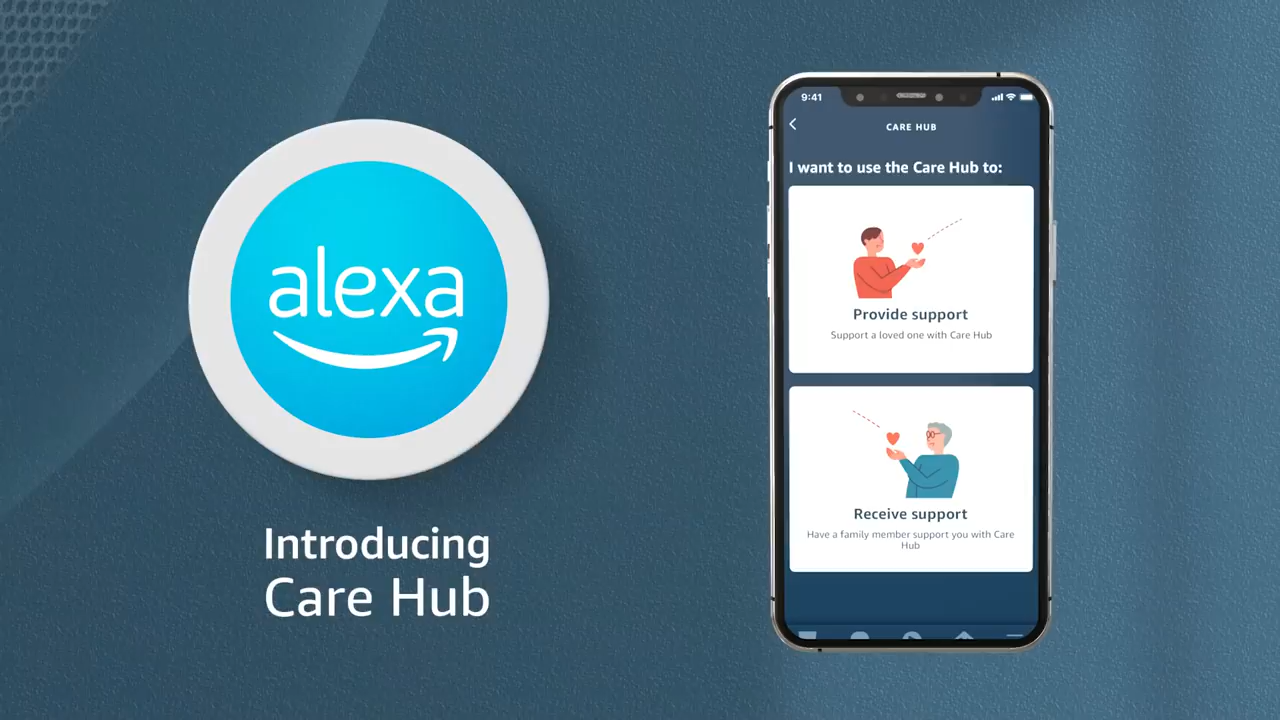 alexa
Introducing
Care Hub
9:41
CARE HUB
I want to use the Care Hub to:
Provide support
Support a loved one with Care Hub
Receive support
Have a family member support you with Care
Hub